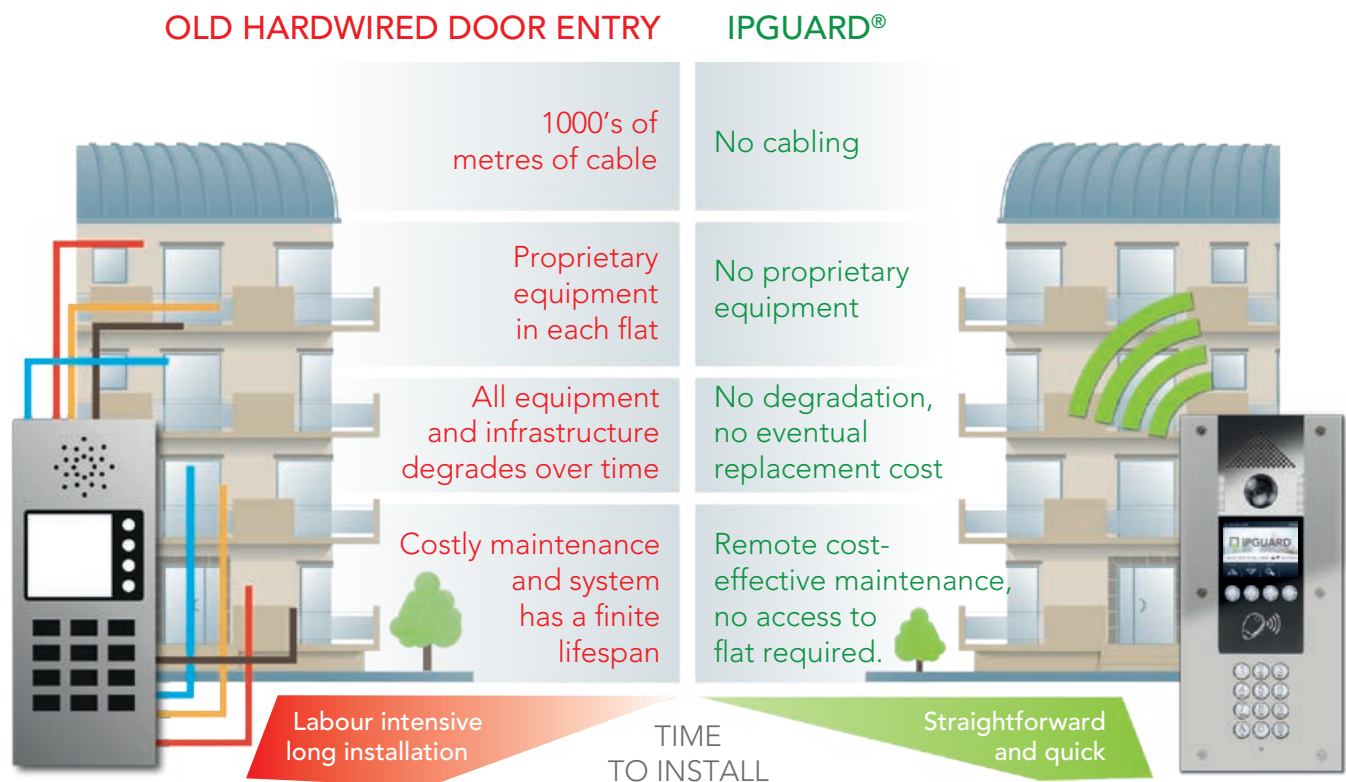 OLD HARDWIRED DOOR ENTRY
IPGUARD®
1000's of
metres of cable
No cabling
Proprietary
equipment
in each flat
No proprietary
equipment
All equipment
and infrastructure
degrades over time
No degradation,
no eventual
replacement cost
Costly maintenance
and system
has a finite
lifespan
Remote cost-
effective maintenance,
no access to
flat required.
IPGUARD
Labour intensive
long installation
TIME
TO INSTALL
Straightforward
and quick